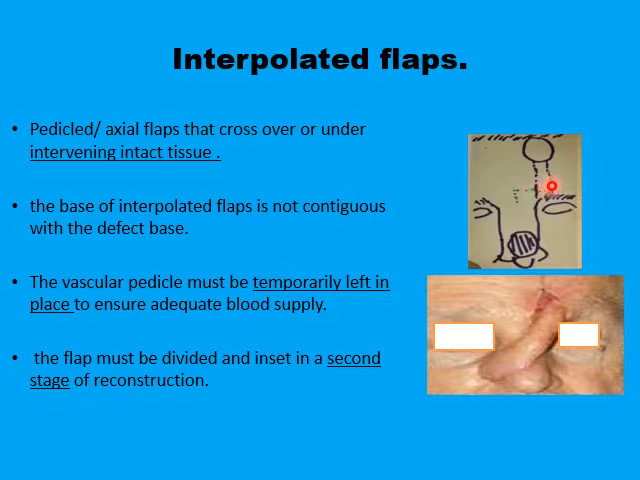 Interpolated flaps.
• Pedicled/ axial flaps that cross over or under
intervening intact tissue .
• the base of interpolated flaps is not contiguous
with the defect base.
• The vascular pedicle must be temporarily left in
place to ensure adequate blood supply.
• the flap must be divided and inset in a second
stage of reconstruction.